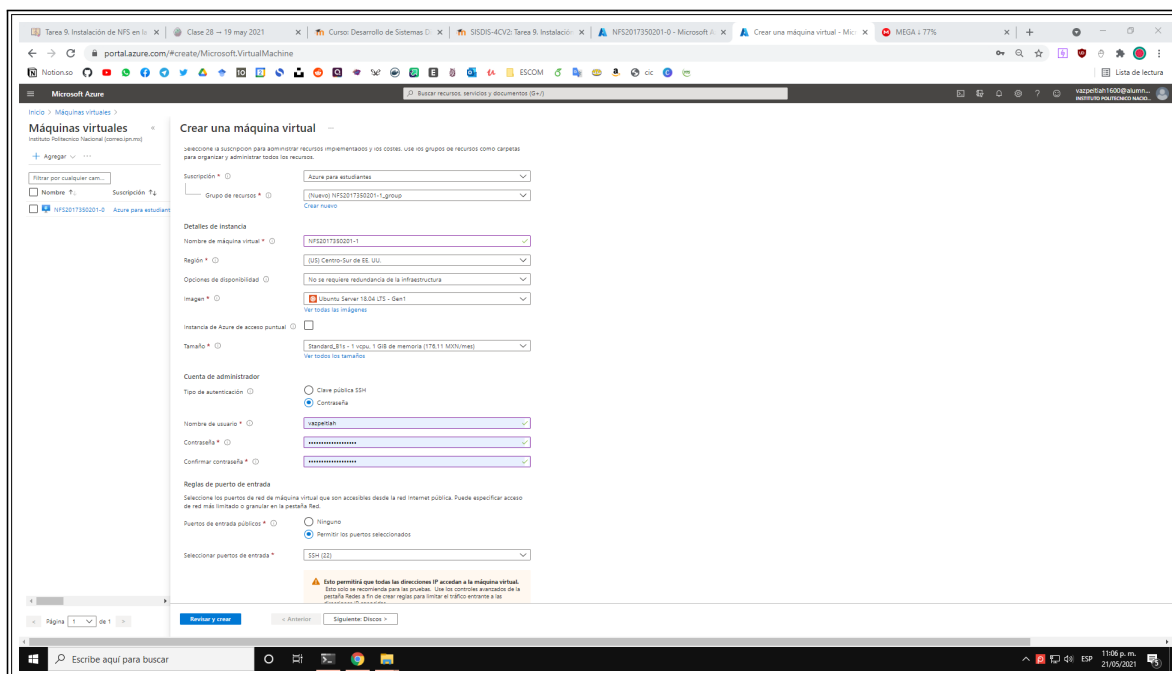 Tarea 9. Instalación de NFS en la
Clase 28 -- 19 may 2021
Curso: Desarrollo de Sistemas D
SISDIS-4CV2: Tarea 9. Instalación
NFS2017350201-0 - Microsoft A
Crear una máquina virtual - Micr
MEGA ↓ 77%
portal.azure.com/#create/Microsoft.VirtualMachine
Notion.so
ESCOM
cic
Lista de lectura
Microsoft Azure
Buscar recursos, servicios y documentos (G+/)
vazpeitiah1600@alumn...
INSTITUTO POLITECNICO NACIO...
Inicio > Máquinas virtuales >
Máquinas virtuales
Instituto Politecnico Nacional (correo.ipn.mx)
+ Agregar
Filtrar por cualquier cam...
Nombre ↑↓
Suscripción ↑↓
NFS2017350201-0
Azure para estudiant
Página 1 de 1
Crear una máquina virtual
Seleccione la suscripción para administrar recursos implementados y los costes. Use los grupos de recursos como carpetas
para organizar y administrar todos los recursos.
Suscripción *
Azure para estudiantes
Grupo de recursos *
(Nuevo) NFS2017350201-1_group
Crear nuevo
Detalles de instancia
Nombre de máquina virtual *
NFS2017350201-1
Región *
(US) Centro-Sur de EE. UU.
Opciones de disponibilidad
No se requiere redundancia de la infraestructura
Imagen *
Ubuntu Server 18.04 LTS - Gen1
Ver todas las imágenes
Instancia de Azure de acceso puntual
Tamaño *
Standard_B1s - 1 vcpu, 1 GiB de memoria (176,11 MXN/mes)
Ver todos los tamaños
Cuenta de administrador
Tipo de autenticación
Clave pública SSH
Contraseña
Nombre de usuario *
vazpeitiah
Contraseña *
Confirmar contraseña *
Reglas de puerto de entrada
Seleccione los puertos de red de máquina virtual que son accesibles desde la red Internet pública. Puede especificar acceso
de red más limitado o granular en la pestaña Red.
Puertos de entrada públicos *
Ninguno
Permitir los puertos seleccionados
Seleccionar puertos de entrada *
SSH (22)
Esto permitirá que todas las direcciones IP accedan a la máquina virtual.
Esto solo se recomienda para las pruebas. Use los controles avanzados de la
pestaña Redes a fin de crear reglas para limitar el tráfico entrante a las
Revisar y crear
< Anterior
Siguiente: Discos >
Escribe aquí para buscar
ESP
11:06 p. m.
21/05/2021